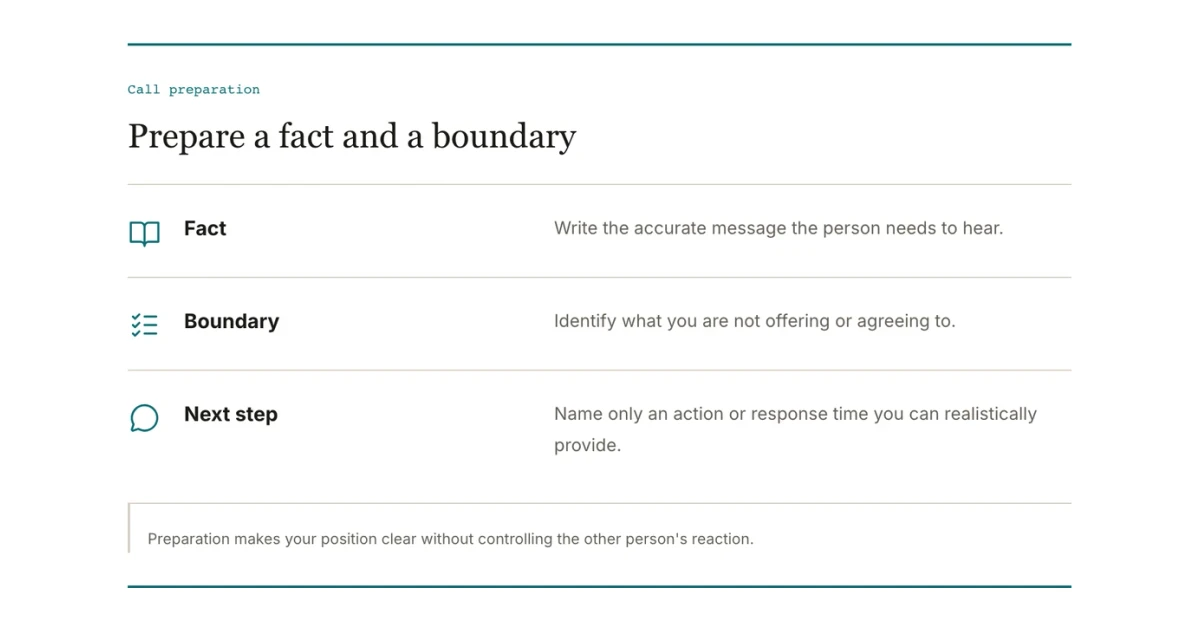 Call preparation
Prepare a fact and a boundary
Fact
Write the accurate message the person needs to hear.
Boundary
Identify what you are not offering or agreeing to.
Next step
Name only an action or response time you can realistically
provide.
Preparation makes your position clear without controlling the other person's reaction.